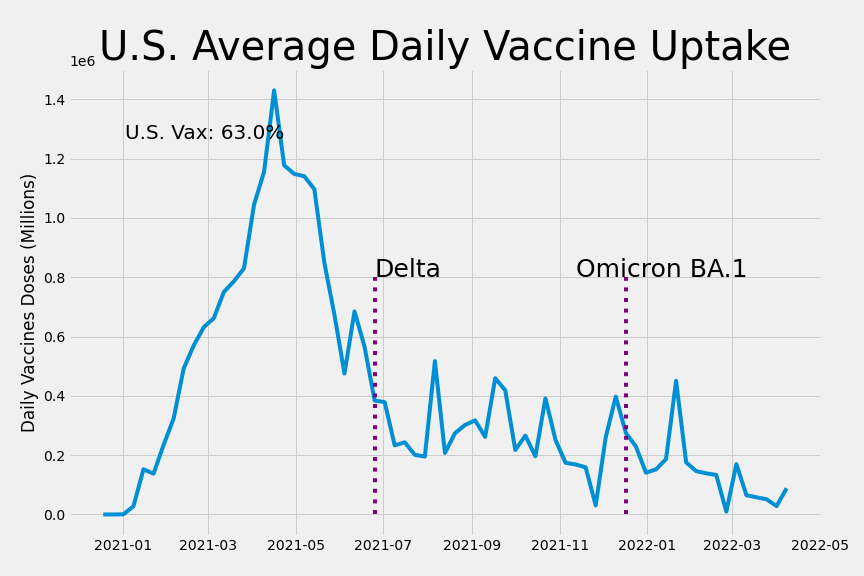 U.S. Average Daily Vaccine Uptake
1e6
1.4
U.S. Vax: 63.0%
1.2
1.0
Daily Vaccines Doses (Millions)
Delta
Omicron BA.1
0.8
0.6
0.4
0.2
0.0
2021-01 2021-03 2021-05 2021-07 2021-09 2021-11 2022-01 2022-03 2022-05